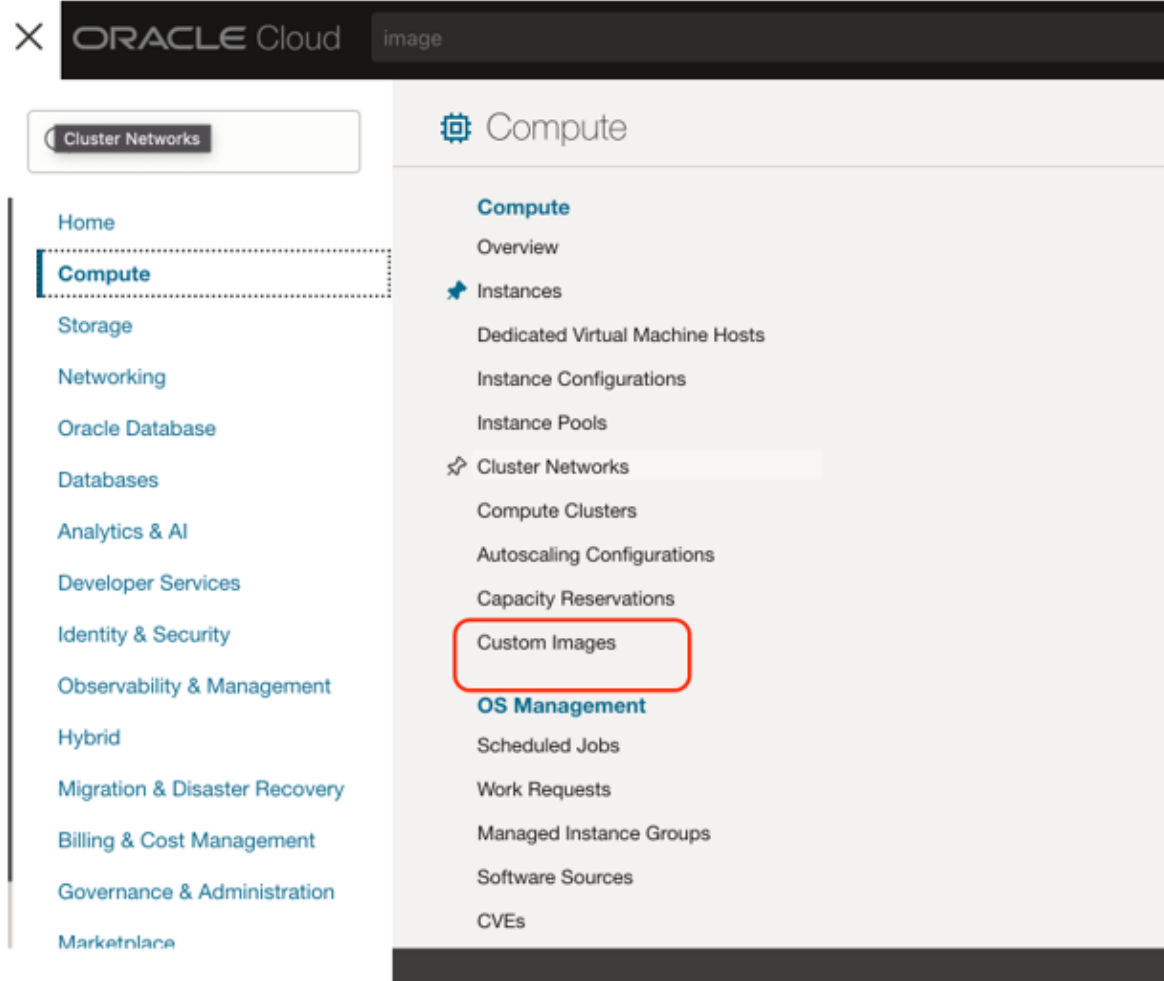 ORACLE Cloud
image
Cluster Networks
Home
Compute
Storage
Networking
Oracle Database
Databases
Analytics & AI
Developer Services
Identity & Security
Observability & Management
Hybrid
Migration & Disaster Recovery
Billing & Cost Management
Governance & Administration
Marketplace
Compute
Compute
Overview
Instances
Dedicated Virtual Machine Hosts
Instance Configurations
Instance Pools
Cluster Networks
Compute Clusters
Autoscaling Configurations
Capacity Reservations
Custom Images
OS Management
Scheduled Jobs
Work Requests
Managed Instance Groups
Software Sources
CVEs